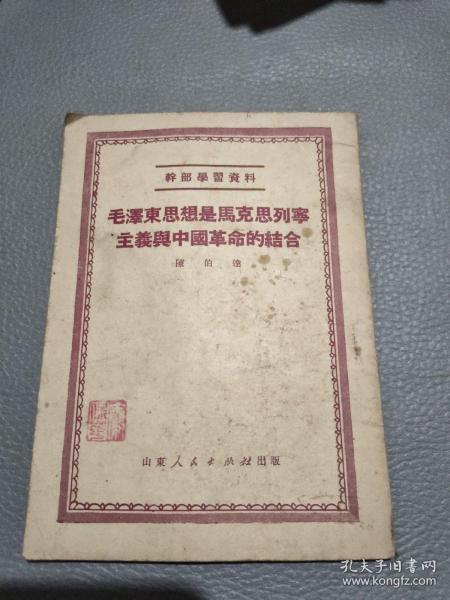 幹部學習資料
毛澤東思想是馬克思列寧
主義與中國革命的結合
陳伯達
山東人民出版社出版
孔夫子旧书网
www.kongfz.com